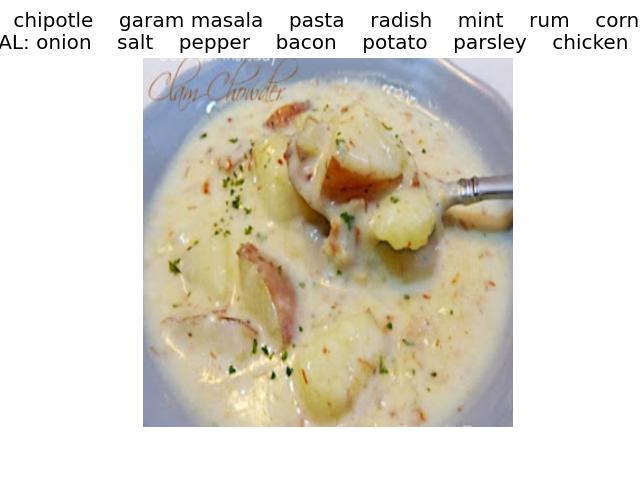 chipotle garam masala pasta radish mint rum corn
AL: onion salt pepper bacon potato parsley chicken
Clam Chowder